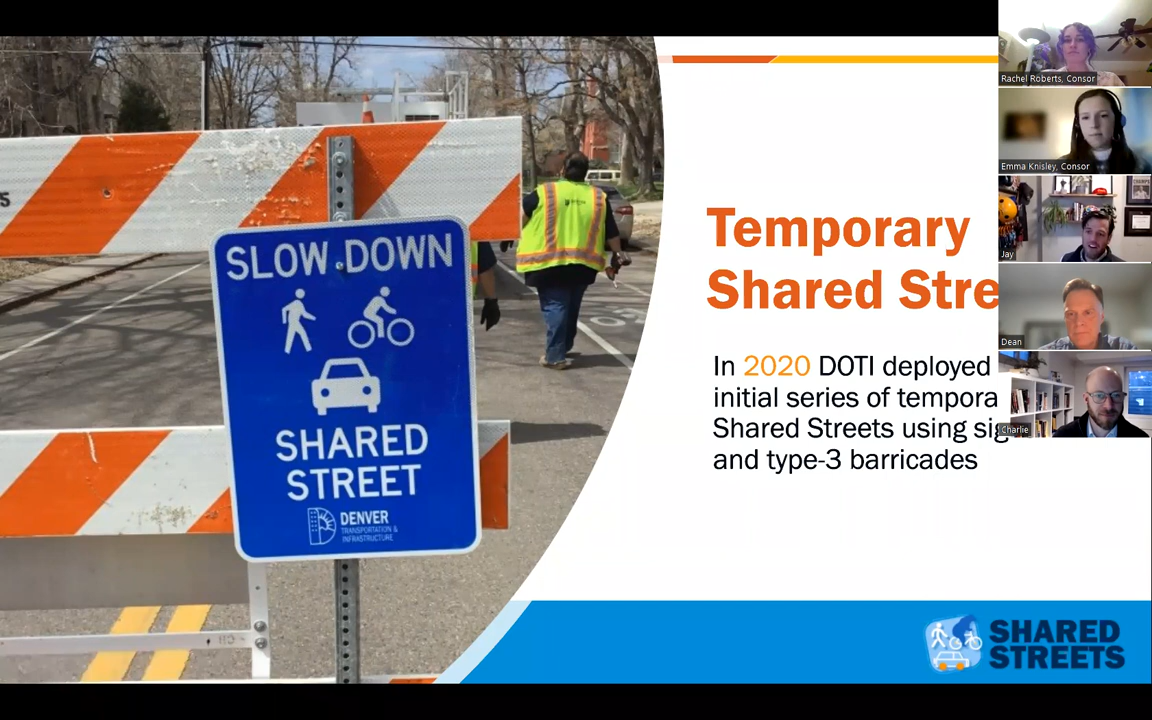 SLOW DOWN
SHARED
STREET
DENVER
TRANSPORTATION &
INFRASTRUCTURE
Temporary
Shared Stre
In 2020 DOTI deployed
initial series of tempora
Shared Streets using sig
and type-3 barricades
SHARED
STREETS
Rachel Roberts, Consor
Emma Knisley, Consor
Jay
Dean
Charlie